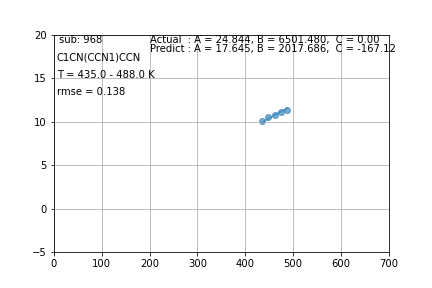 sub: 968
Actual : A = 24.844, B = 6501.480, C = 0.00
Predict : A = 17.645, B = 2017.686, C = -167.12
C1CN(CCN1)CCN
T = 435.0 - 488.0 K
rmse = 0.138
20
15
10
5
0
−5
0 100 200 300 400 500 600 700